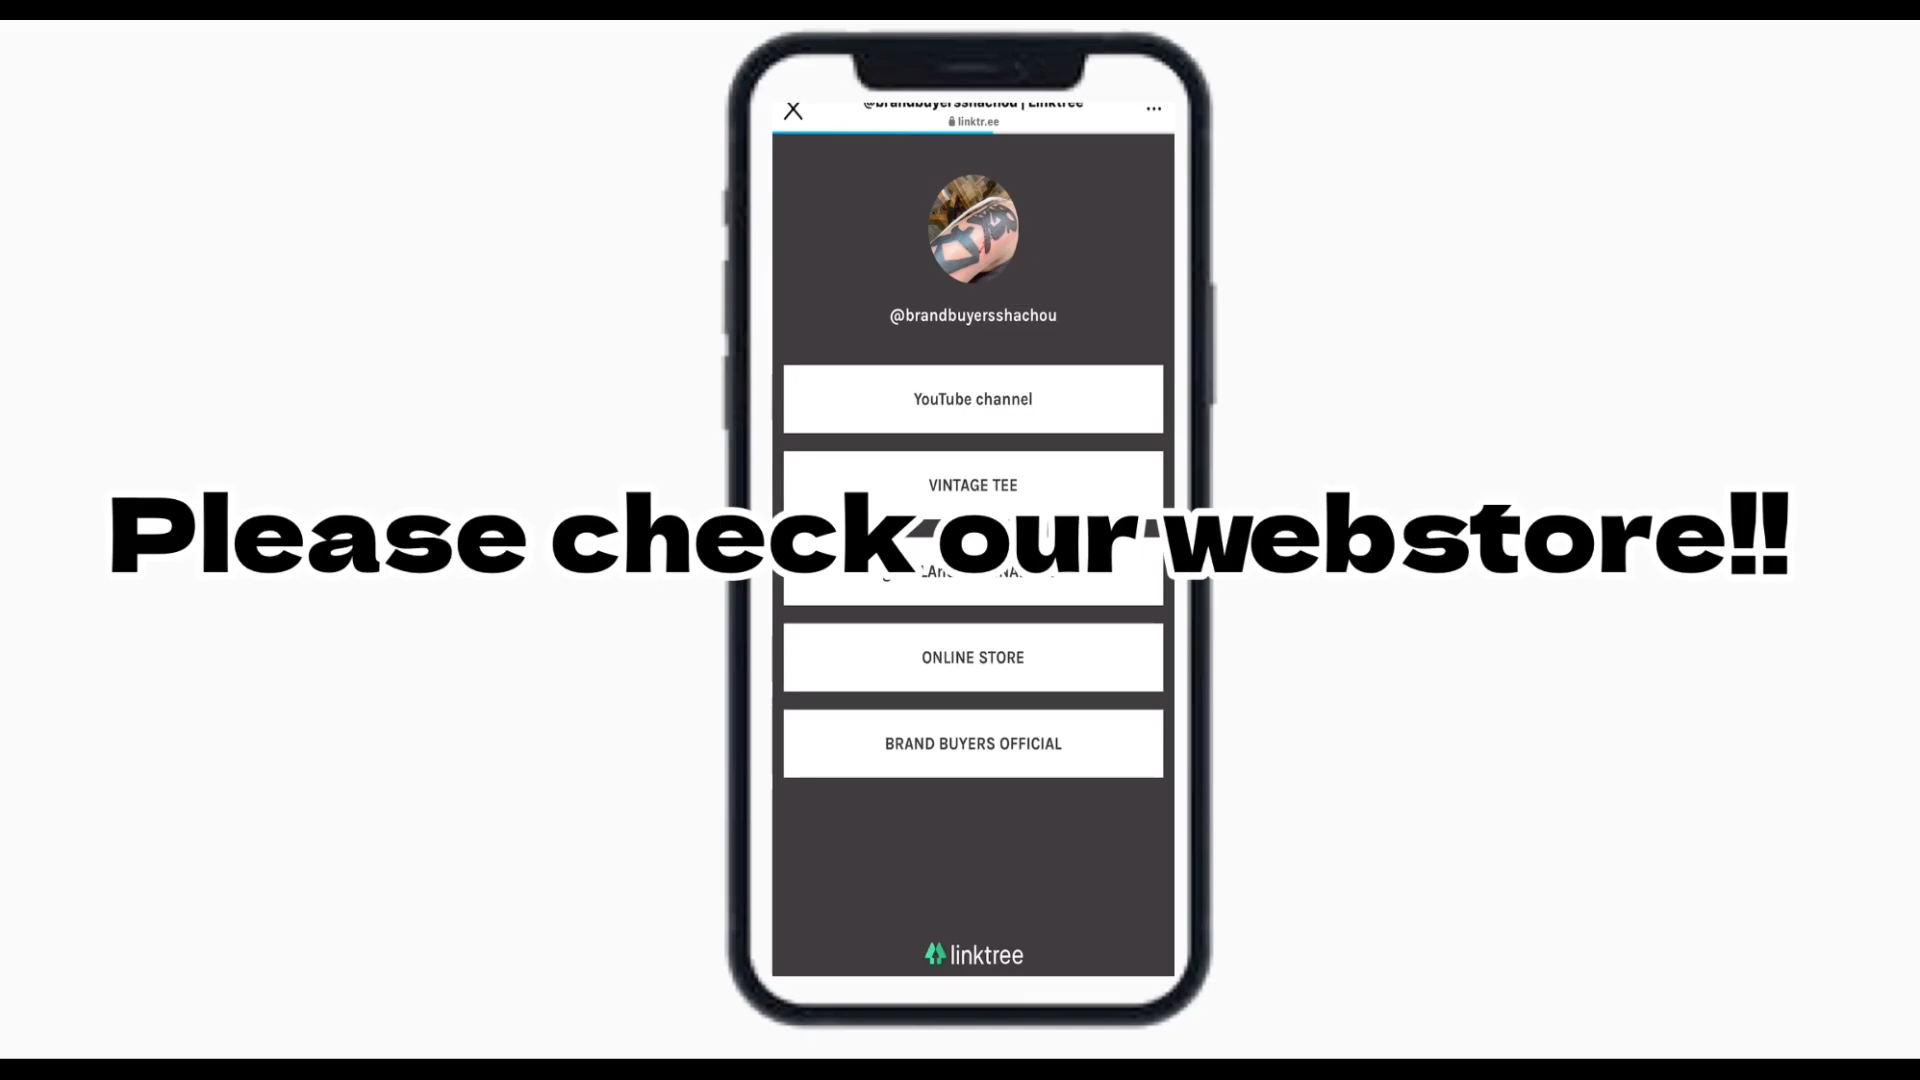 @brandbuyersshachou | Linktree
linktr.ee
@brandbuyersshachou
YouTube channel
VINTAGE TEE
Please check our webstore!!
ONLINE STORE
BRAND BUYERS OFFICIAL
linktree